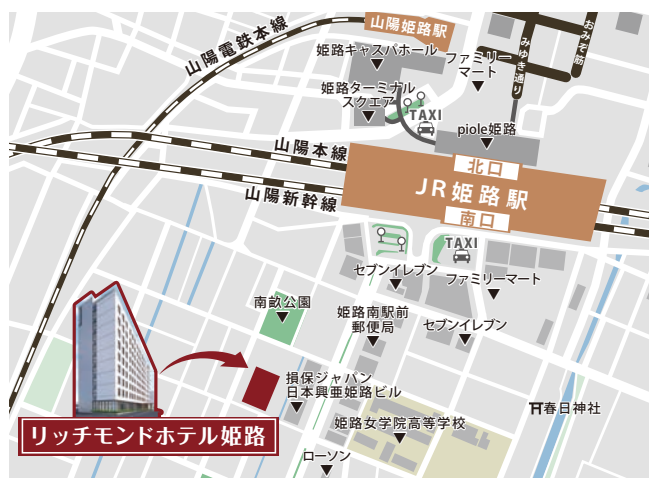 山陽姫路駅
おみぞ筋
みゆき通り
山陽電鉄本線
姫路キャスパホール
ファミリー
マート
姫路ターミナル
スクエア
TAXI
piole姫路
山陽本線
北口
JR姫路駅
南口
山陽新幹線
TAXI
セブンイレブン
ファミリーマート
南畝公園
姫路南駅前
郵便局
セブンイレブン
損保ジャパン
日本興亜姫路ビル
春日神社
姫路女学院高等学校
リッチモンドホテル姫路
ローソン